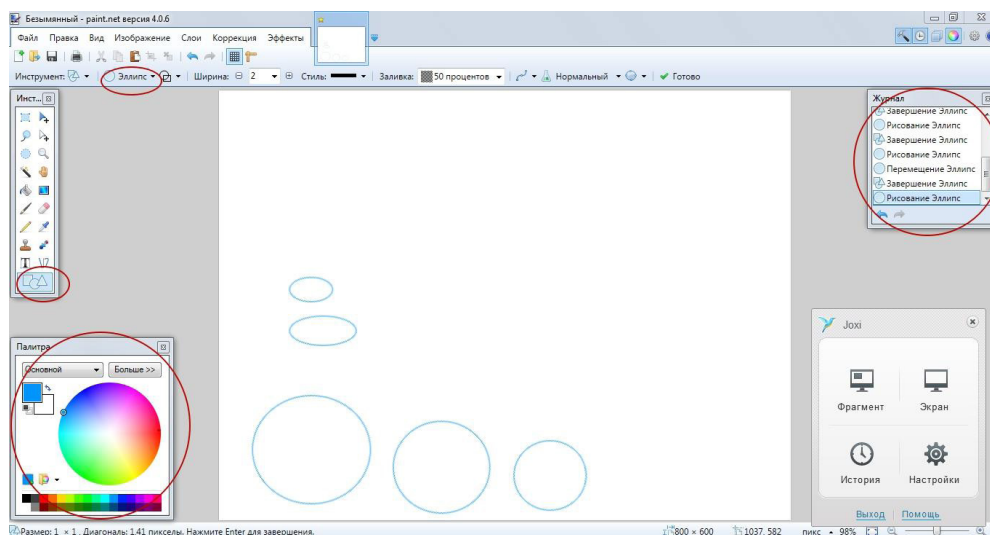 Безымянный - paint.net версия 4.0.6
Файл Правка Вид Изображение Слои Коррекция Эффекты
Инструмент: Эллипс Ширина: 2 Стиль: Заливка: 50 процентов Нормальный Готово
Инст...
T
Журнал
Завершение Эллипс
Рисование Эллипс
Завершение Эллипс
Рисование Эллипс
Перемещение Эллипс
Завершение Эллипс
Рисование Эллипс
Палитра
Основной Больше >>
Joxi
Фрагмент Экран
История Настройки
Выход Помощь
Размер: 1 × 1. Диагональ: 1,41 пикселы. Нажмите Enter для завершения. 800 × 600 1037, 582 пикс 98%